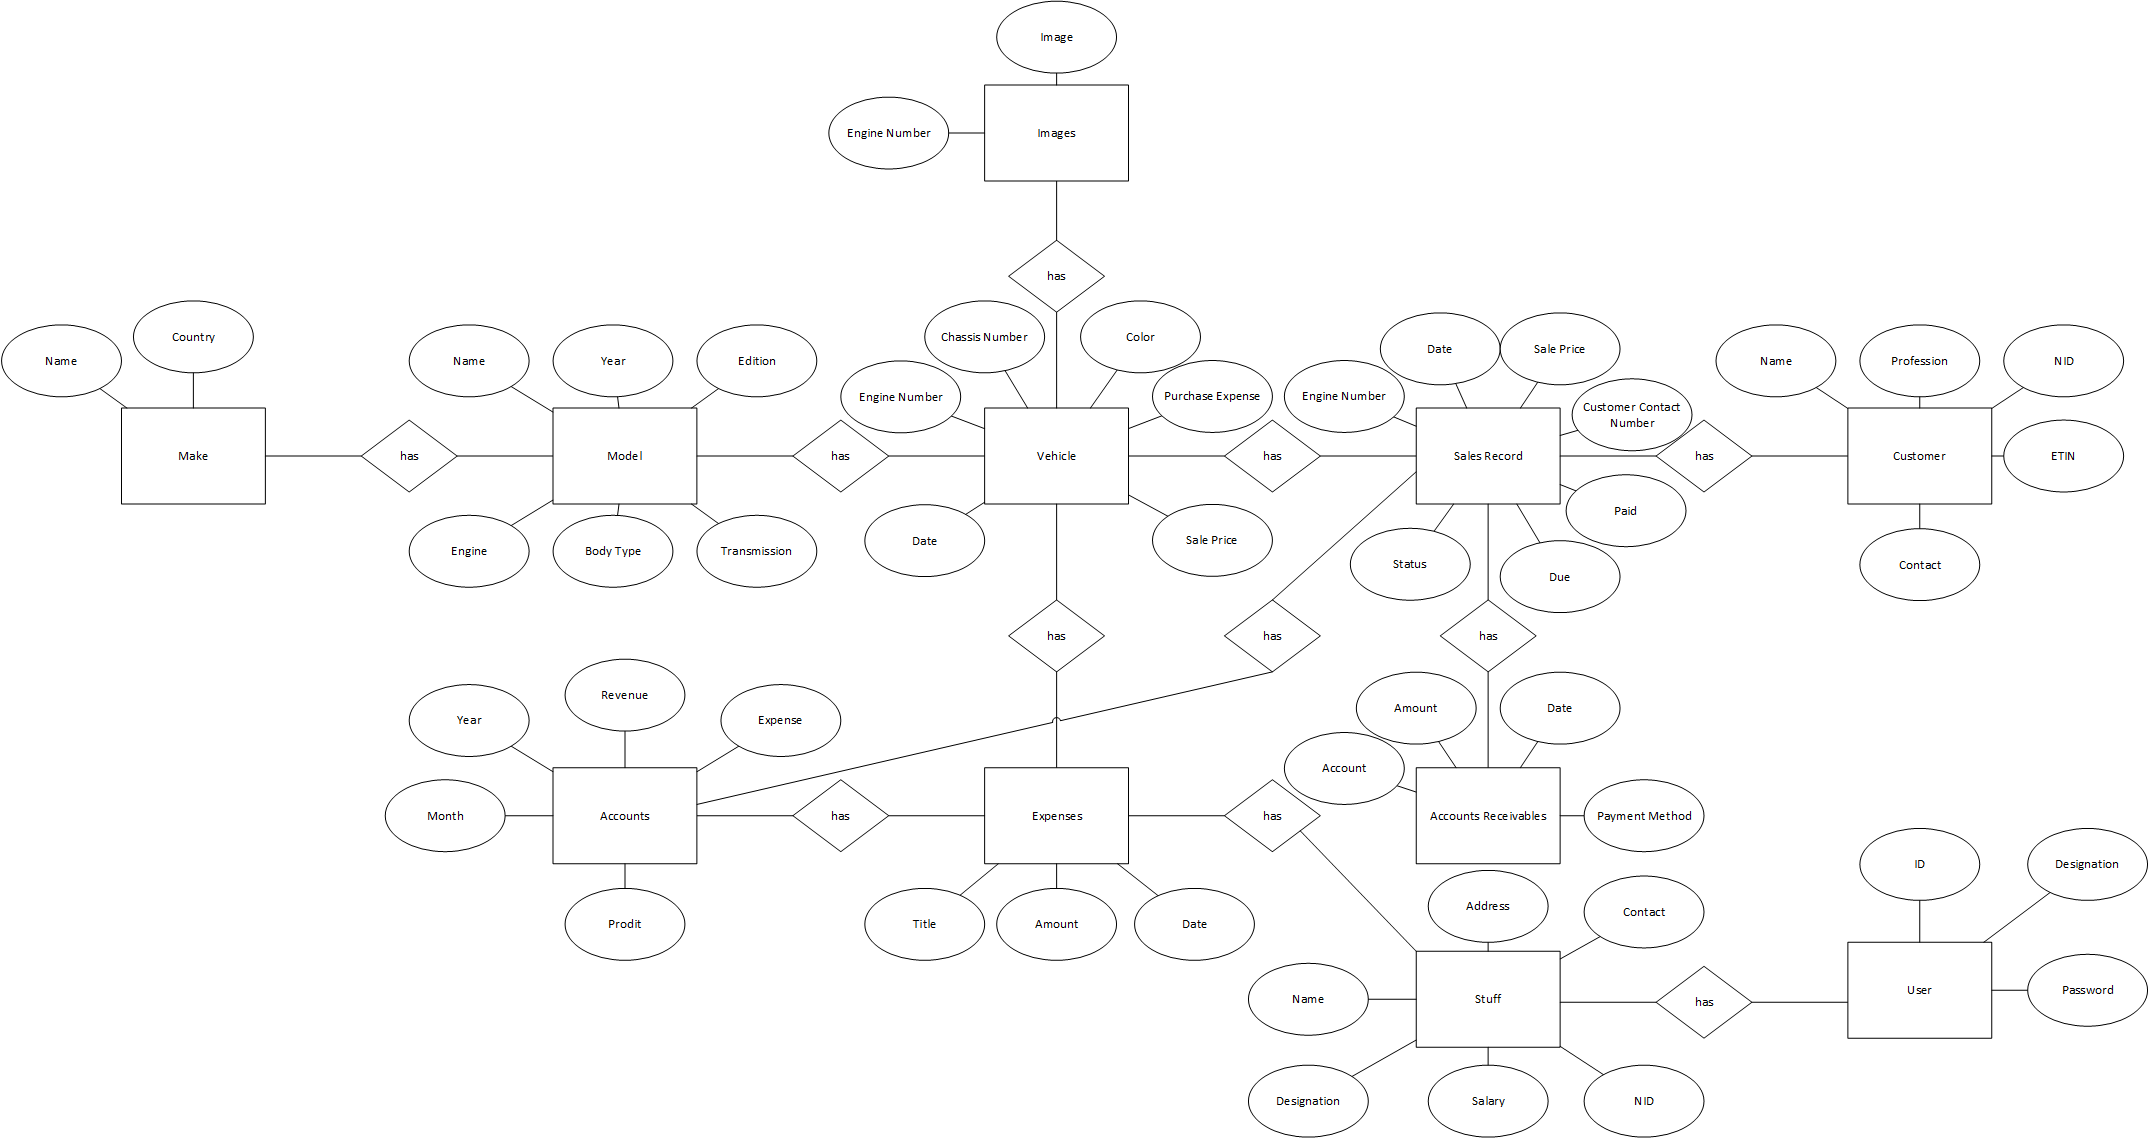 Image
Engine Number
Images
has
Name
Country
Name
Year
Edition
Engine Number
Chassis Number
Color
Purchase Expense
Engine Number
Date
Sale Price
Customer Contact
Number
Name
Profession
NID
Make
has
Model
has
Vehicle
has
Sales Record
has
Customer
ETIN
Engine
Body Type
Transmission
Date
Sale Price
Status
Due
Paid
Contact
has
has
has
Year
Revenue
Expense
Amount
Date
Account
Month
Accounts
has
Expenses
has
Accounts Receivables
Payment Method
Prodit
Title
Amount
Date
Address
Contact
ID
Designation
Name
Stuff
has
User
Password
Designation
Salary
NID